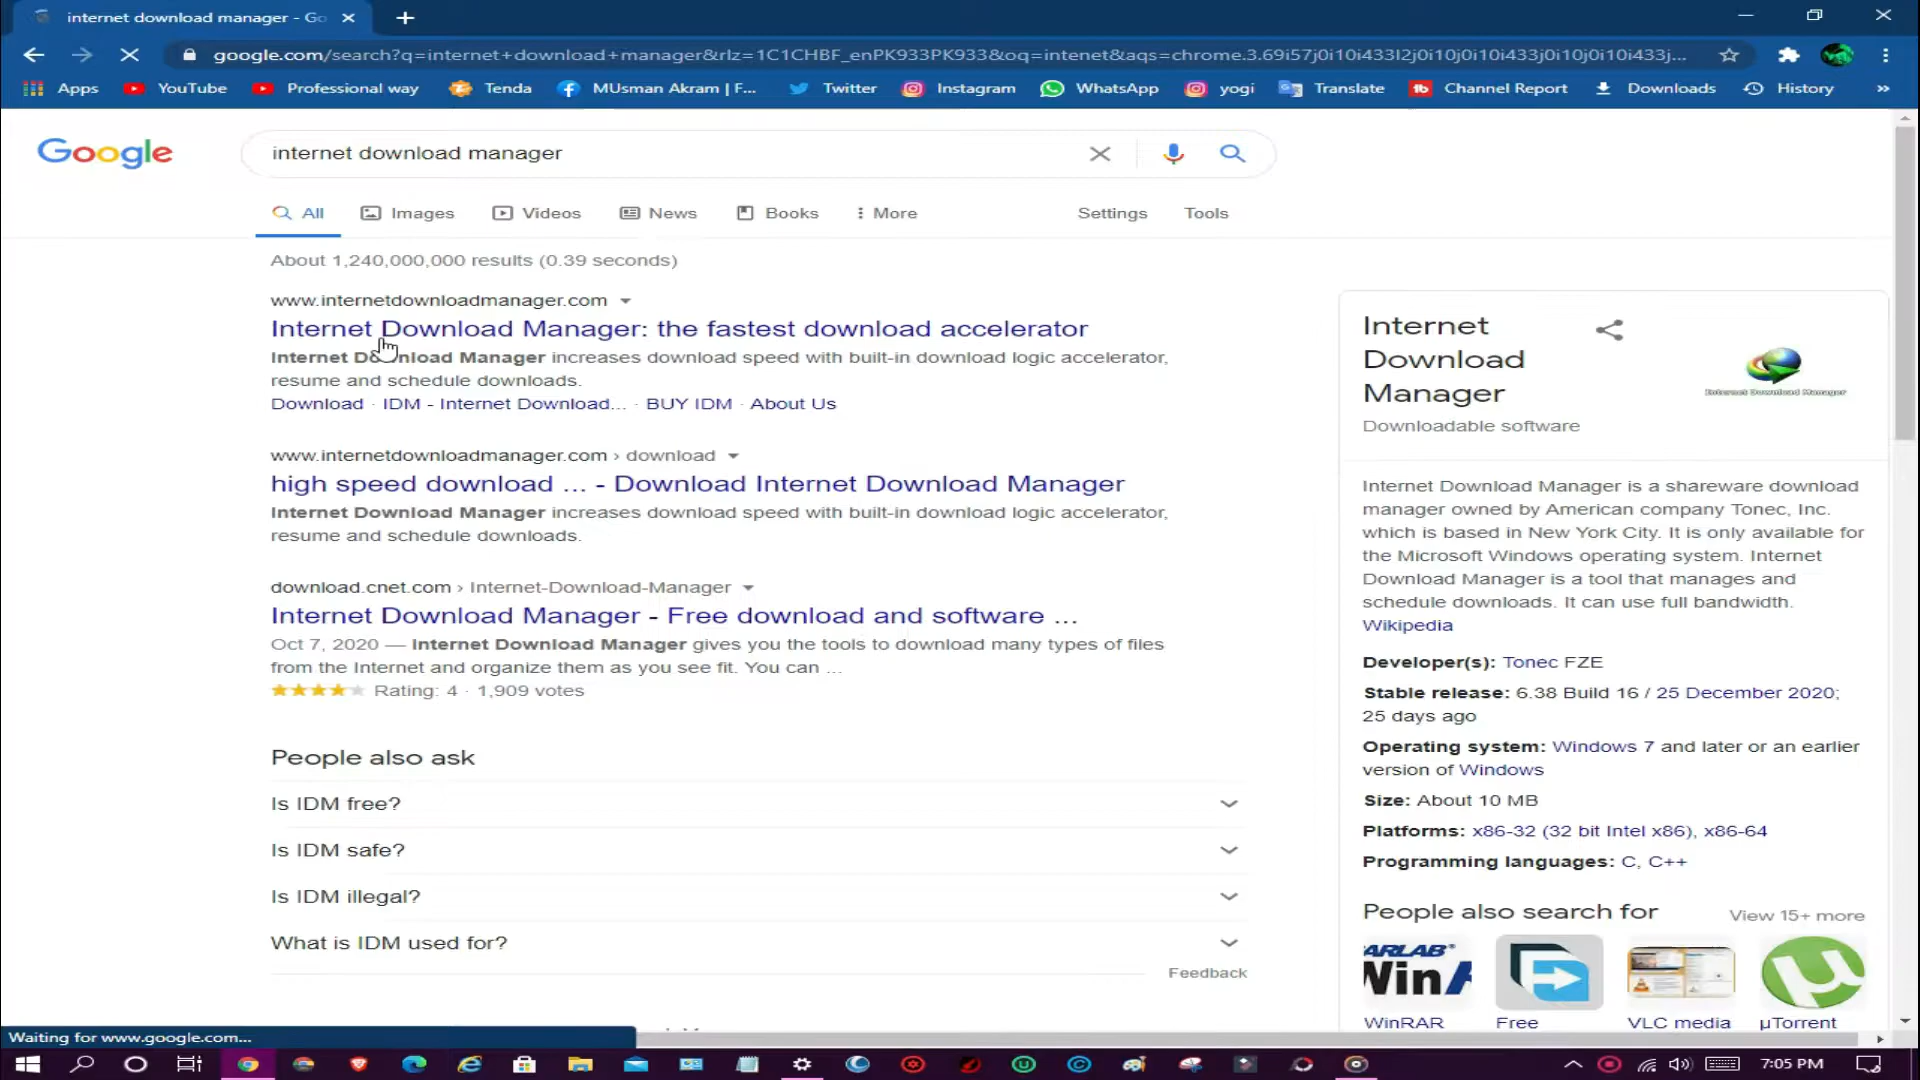 internet download manager - Go
google.com/search?q=internet+download+manager&rlz=1C1CHBF_enPK933PK933&oq=intenet&aqs=chrome.3.69i57j0i10i433l2j0i10j0i10i433j0i10j0i10i433j...
Apps YouTube Professional way Tenda MUsman Akram | F... Twitter Instagram WhatsApp yogi Translate Channel Report Downloads History »
Google
internet download manager
All Images Videos News Books More Settings Tools
About 1,240,000,000 results (0.39 seconds)
www.internetdownloadmanager.com
Internet Download Manager: the fastest download accelerator
Internet Download Manager increases download speed with built-in download logic accelerator,
resume and schedule downloads.
Download · IDM - Internet Download... · BUY IDM · About Us
www.internetdownloadmanager.com › download
high speed download ... - Download Internet Download Manager
Internet Download Manager increases download speed with built-in download logic accelerator,
resume and schedule downloads.
download.cnet.com › Internet-Download-Manager
Internet Download Manager - Free download and software ...
Oct 7, 2020 — Internet Download Manager gives you the tools to download many types of files
from the Internet and organize them as you see fit. You can ...
Rating: 4 · 1,909 votes
People also ask
Is IDM free?
Is IDM safe?
Is IDM illegal?
What is IDM used for?
Feedback
Internet
Download
Manager
Internet Download Manager
Downloadable software
Internet Download Manager is a shareware download
manager owned by American company Tonec, Inc.
which is based in New York City. It is only available for
the Microsoft Windows operating system. Internet
Download Manager is a tool that manages and
schedule downloads. It can use full bandwidth.
Wikipedia
Developer(s): Tonec FZE
Stable release: 6.38 Build 16 / 25 December 2020;
25 days ago
Operating system: Windows 7 and later or an earlier
version of Windows
Size: About 10 MB
Platforms: x86-32 (32 bit Intel x86), x86-64
Programming languages: C, C++
People also search for View 15+ more
WinRAR Free VLC media µTorrent
Waiting for www.google.com...
7:05 PM